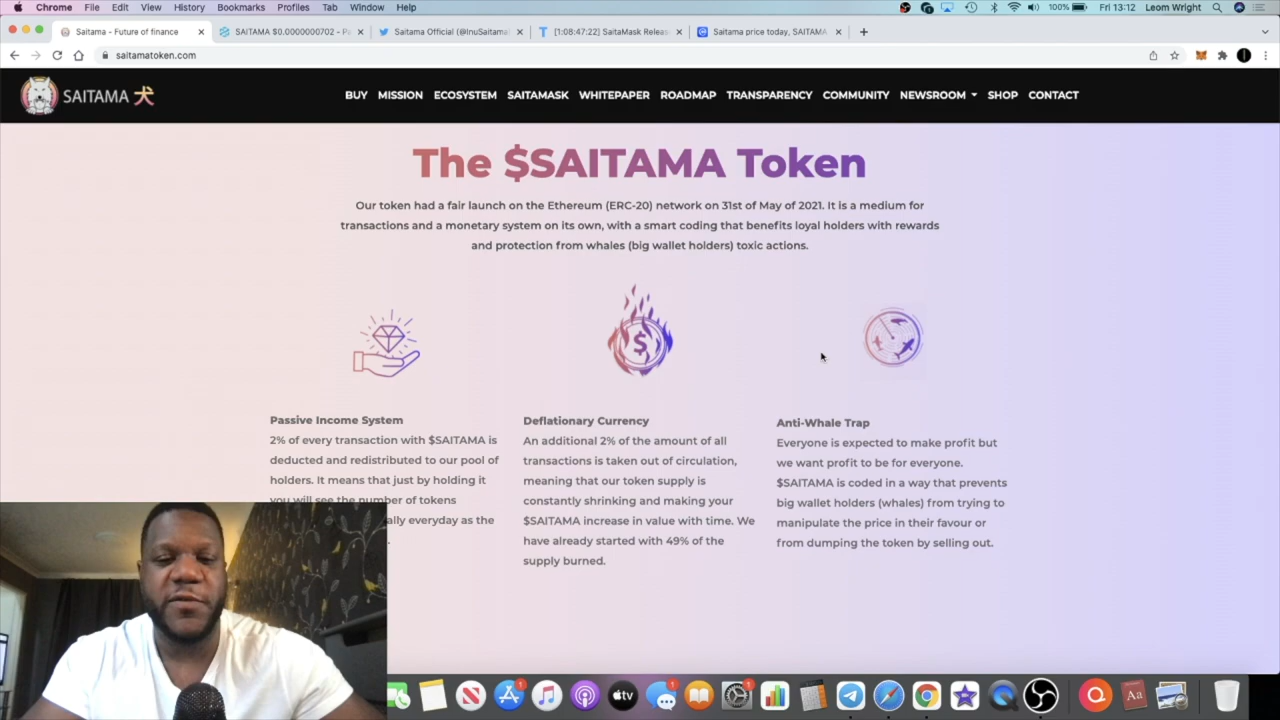 Chrome File Edit View History Bookmarks Profiles Tab Window Help 100% Fri 13:12 Leom Wright
Saitama - Future of finance SAITAMA $0.0000000702 - P Saitama Official (@InuSaitama [1:08:47:22] SaitaMask Releas Saitama price today, SAITAMA
saitamatoken.com
SAITAMA 犬 BUY MISSION ECOSYSTEM SAITAMASK WHITEPAPER ROADMAP TRANSPARENCY COMMUNITY NEWSROOM SHOP CONTACT
The $SAITAMA Token
Our token had a fair launch on the Ethereum (ERC-20) network on 31st of May of 2021. It is a medium for
transactions and a monetary system on its own, with a smart coding that benefits loyal holders with rewards
and protection from whales (big wallet holders) toxic actions.
Passive Income System
2% of every transaction with $SAITAMA is
deducted and redistributed to our pool of
holders. It means that just by holding it
you will see the number of tokens
ally everyday as the
.
Deflationary Currency
An additional 2% of the amount of all
transactions is taken out of circulation,
meaning that our token supply is
constantly shrinking and making your
$SAITAMA increase in value with time. We
have already started with 49% of the
supply burned.
Anti-Whale Trap
Everyone is expected to make profit but
we want profit to be for everyone.
$SAITAMA is coded in a way that prevents
big wallet holders (whales) from trying to
manipulate the price in their favour or
from dumping the token by selling out.
1 tv 1 1 Aa